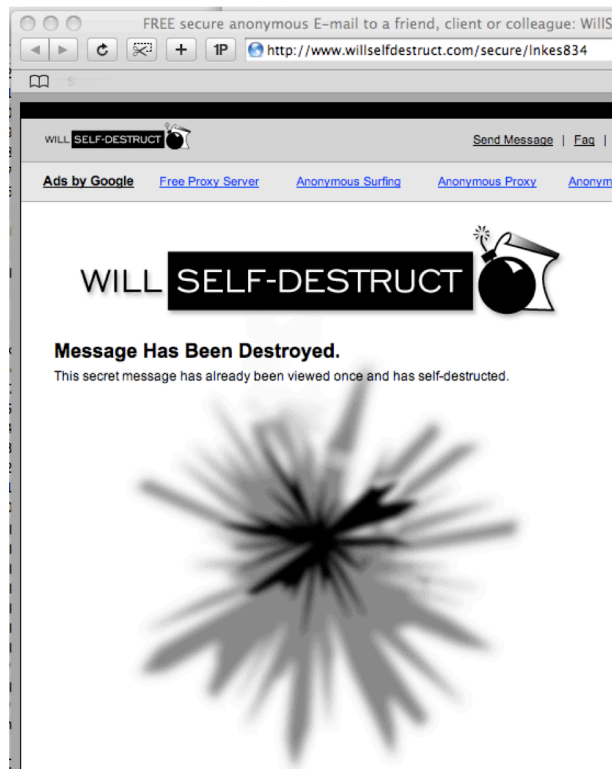 FREE secure anonymous E-mail to a friend, client or colleague: WillS
1P
http://www.willselfdestruct.com/secure/lnkes834
WILL SELF-DESTRUCT
Send Message | Faq |
Ads by Google Free Proxy Server Anonymous Surfing Anonymous Proxy Anonym
WILL SELF-DESTRUCT
Message Has Been Destroyed.
This secret message has already been viewed once and has self-destructed.